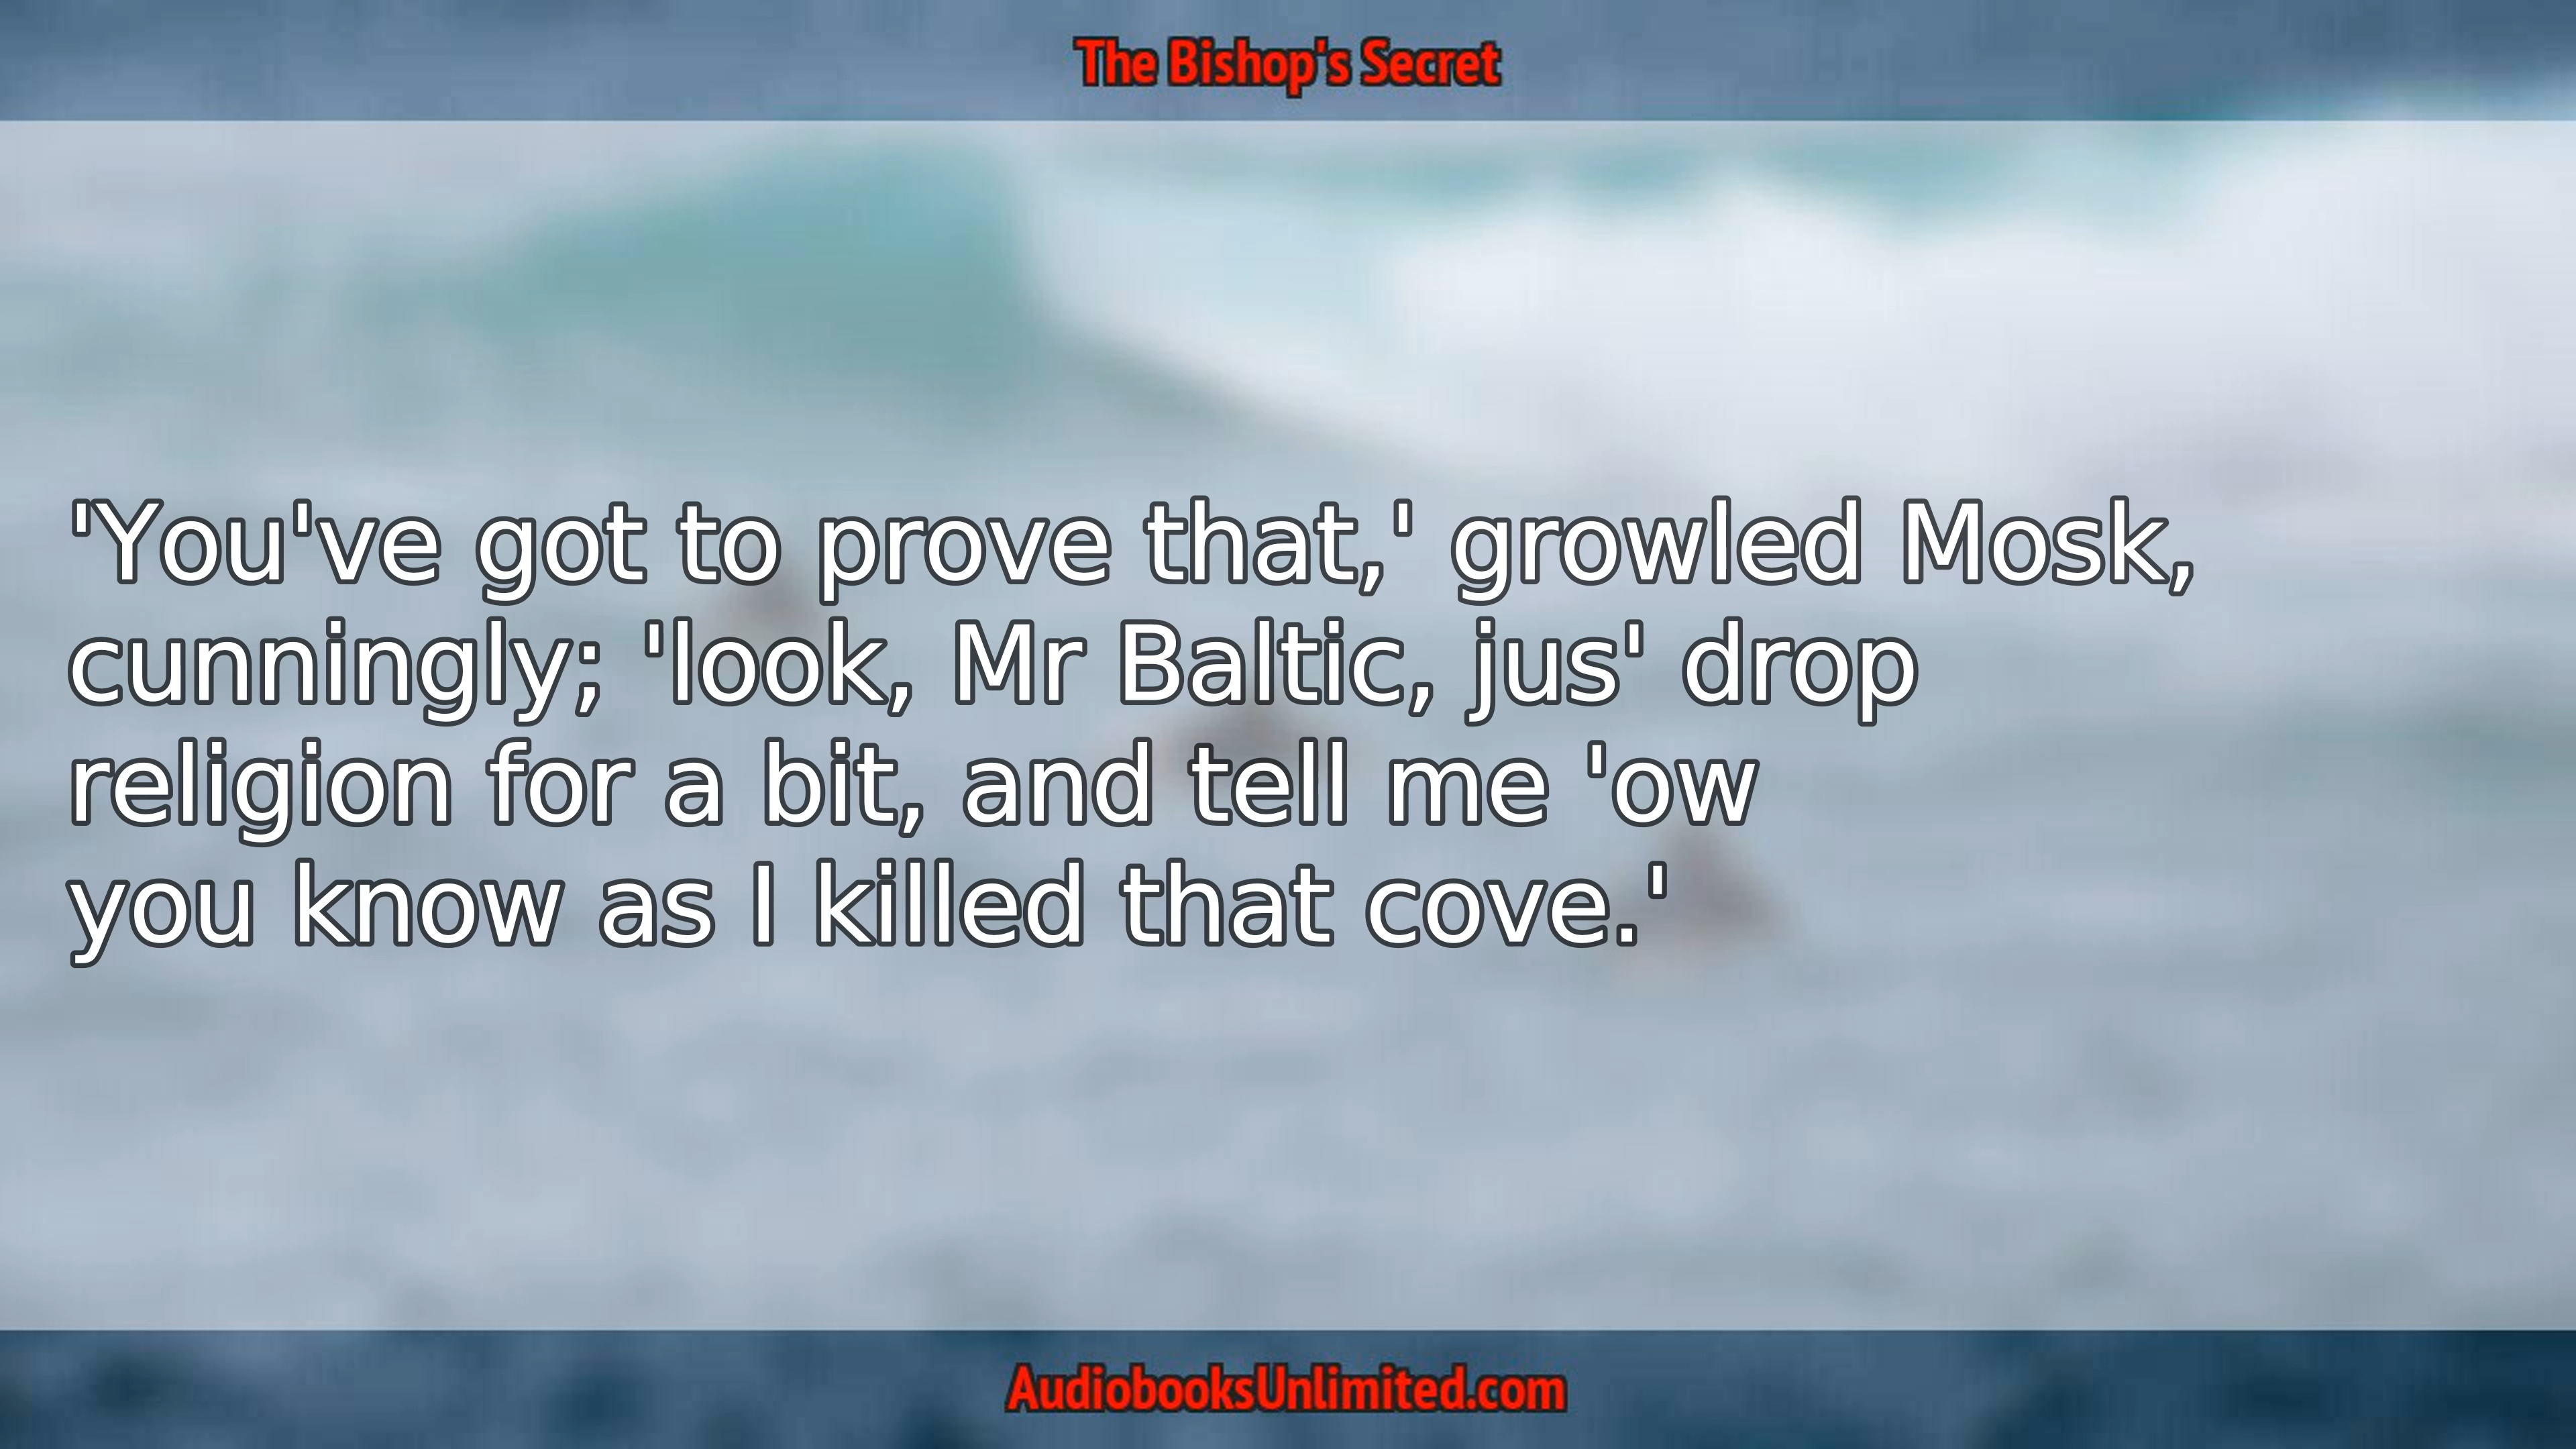 The Bishop's Secret
'You've got to prove that,' growled Mosk,
cunningly; 'look, Mr Baltic, jus' drop
religion for a bit, and tell me 'ow
you know as I killed that cove.'
AudiobooksUnlimited.com